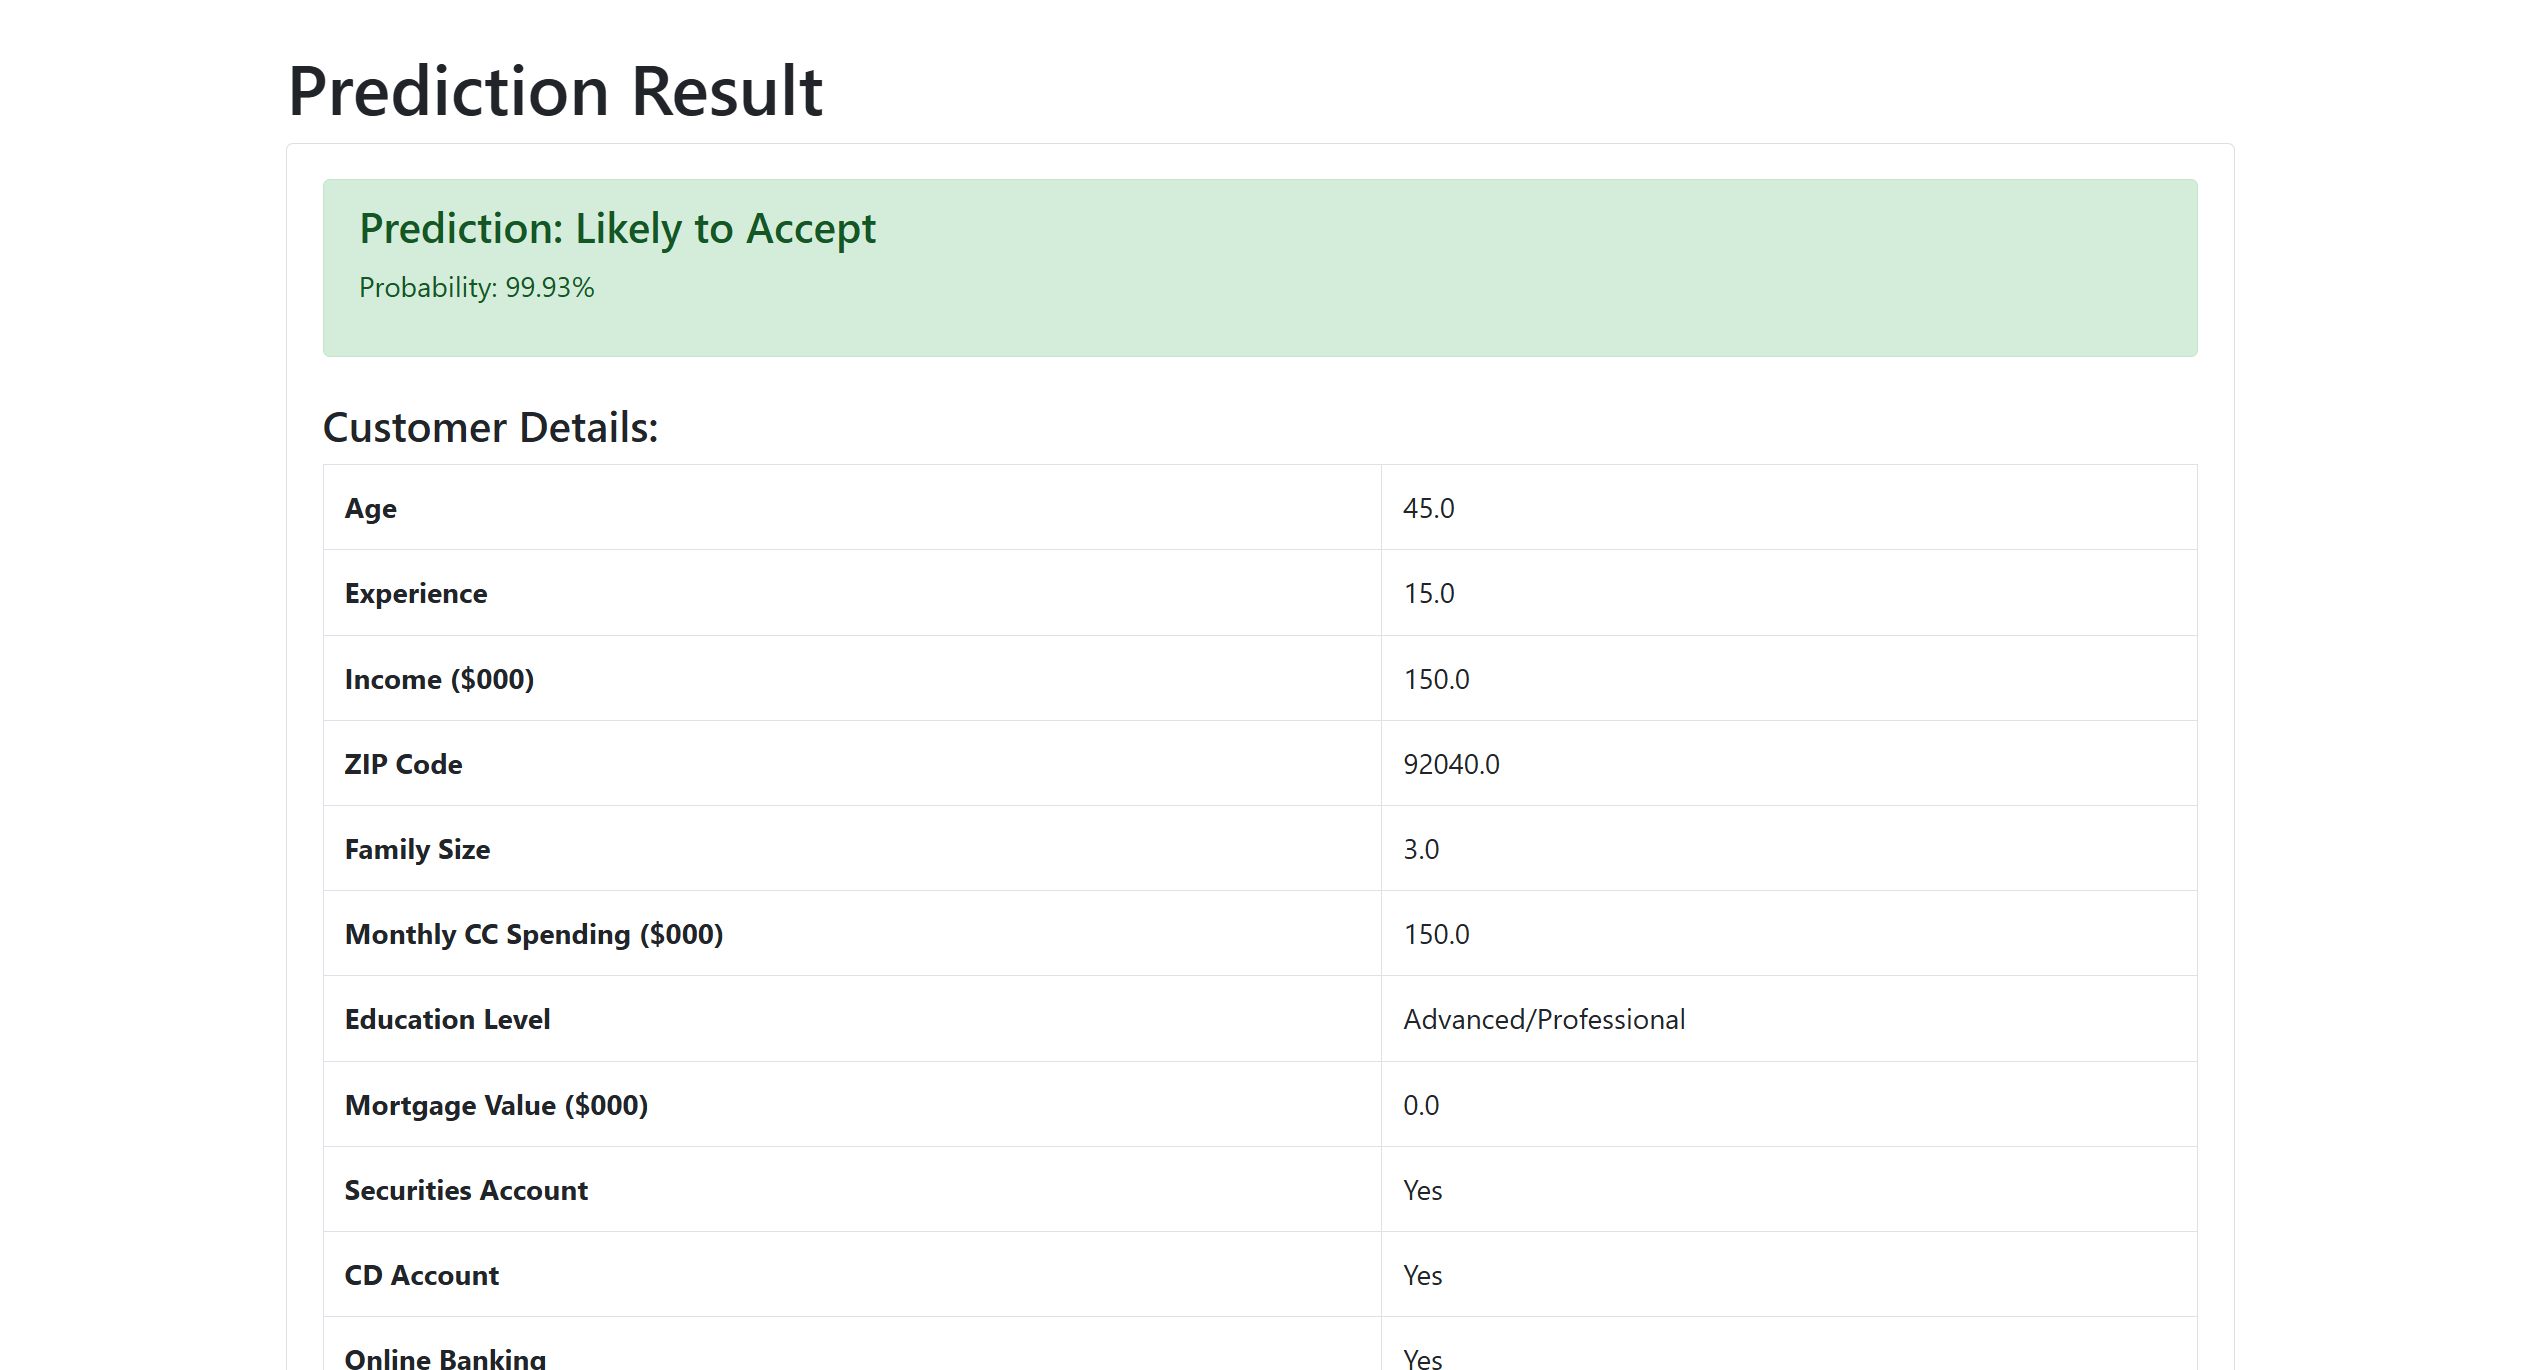 Prediction Result
Prediction: Likely to Accept
Probability: 99.93%
Customer Details:
Age 45.0
Experience 15.0
Income ($000) 150.0
ZIP Code 92040.0
Family Size 3.0
Monthly CC Spending ($000) 150.0
Education Level Advanced/Professional
Mortgage Value ($000) 0.0
Securities Account Yes
CD Account Yes
Online Banking Yes